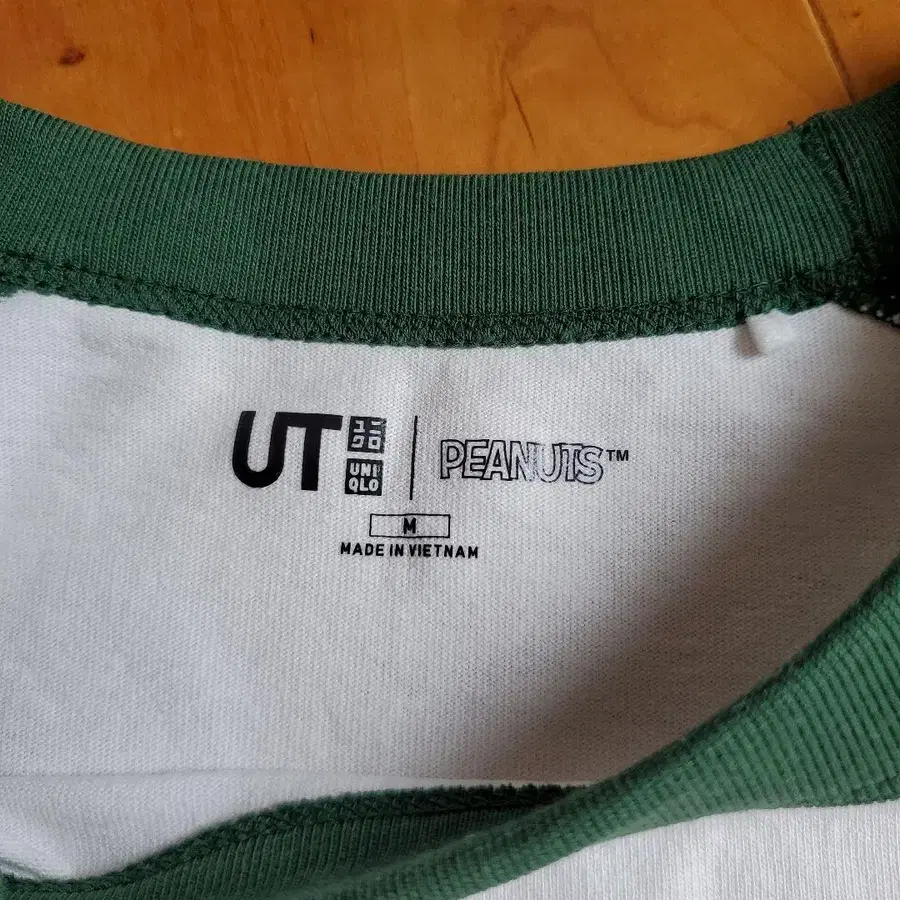 UT ユニクロ UNIQLO | PEANUTS™
M
MADE IN VIETNAM